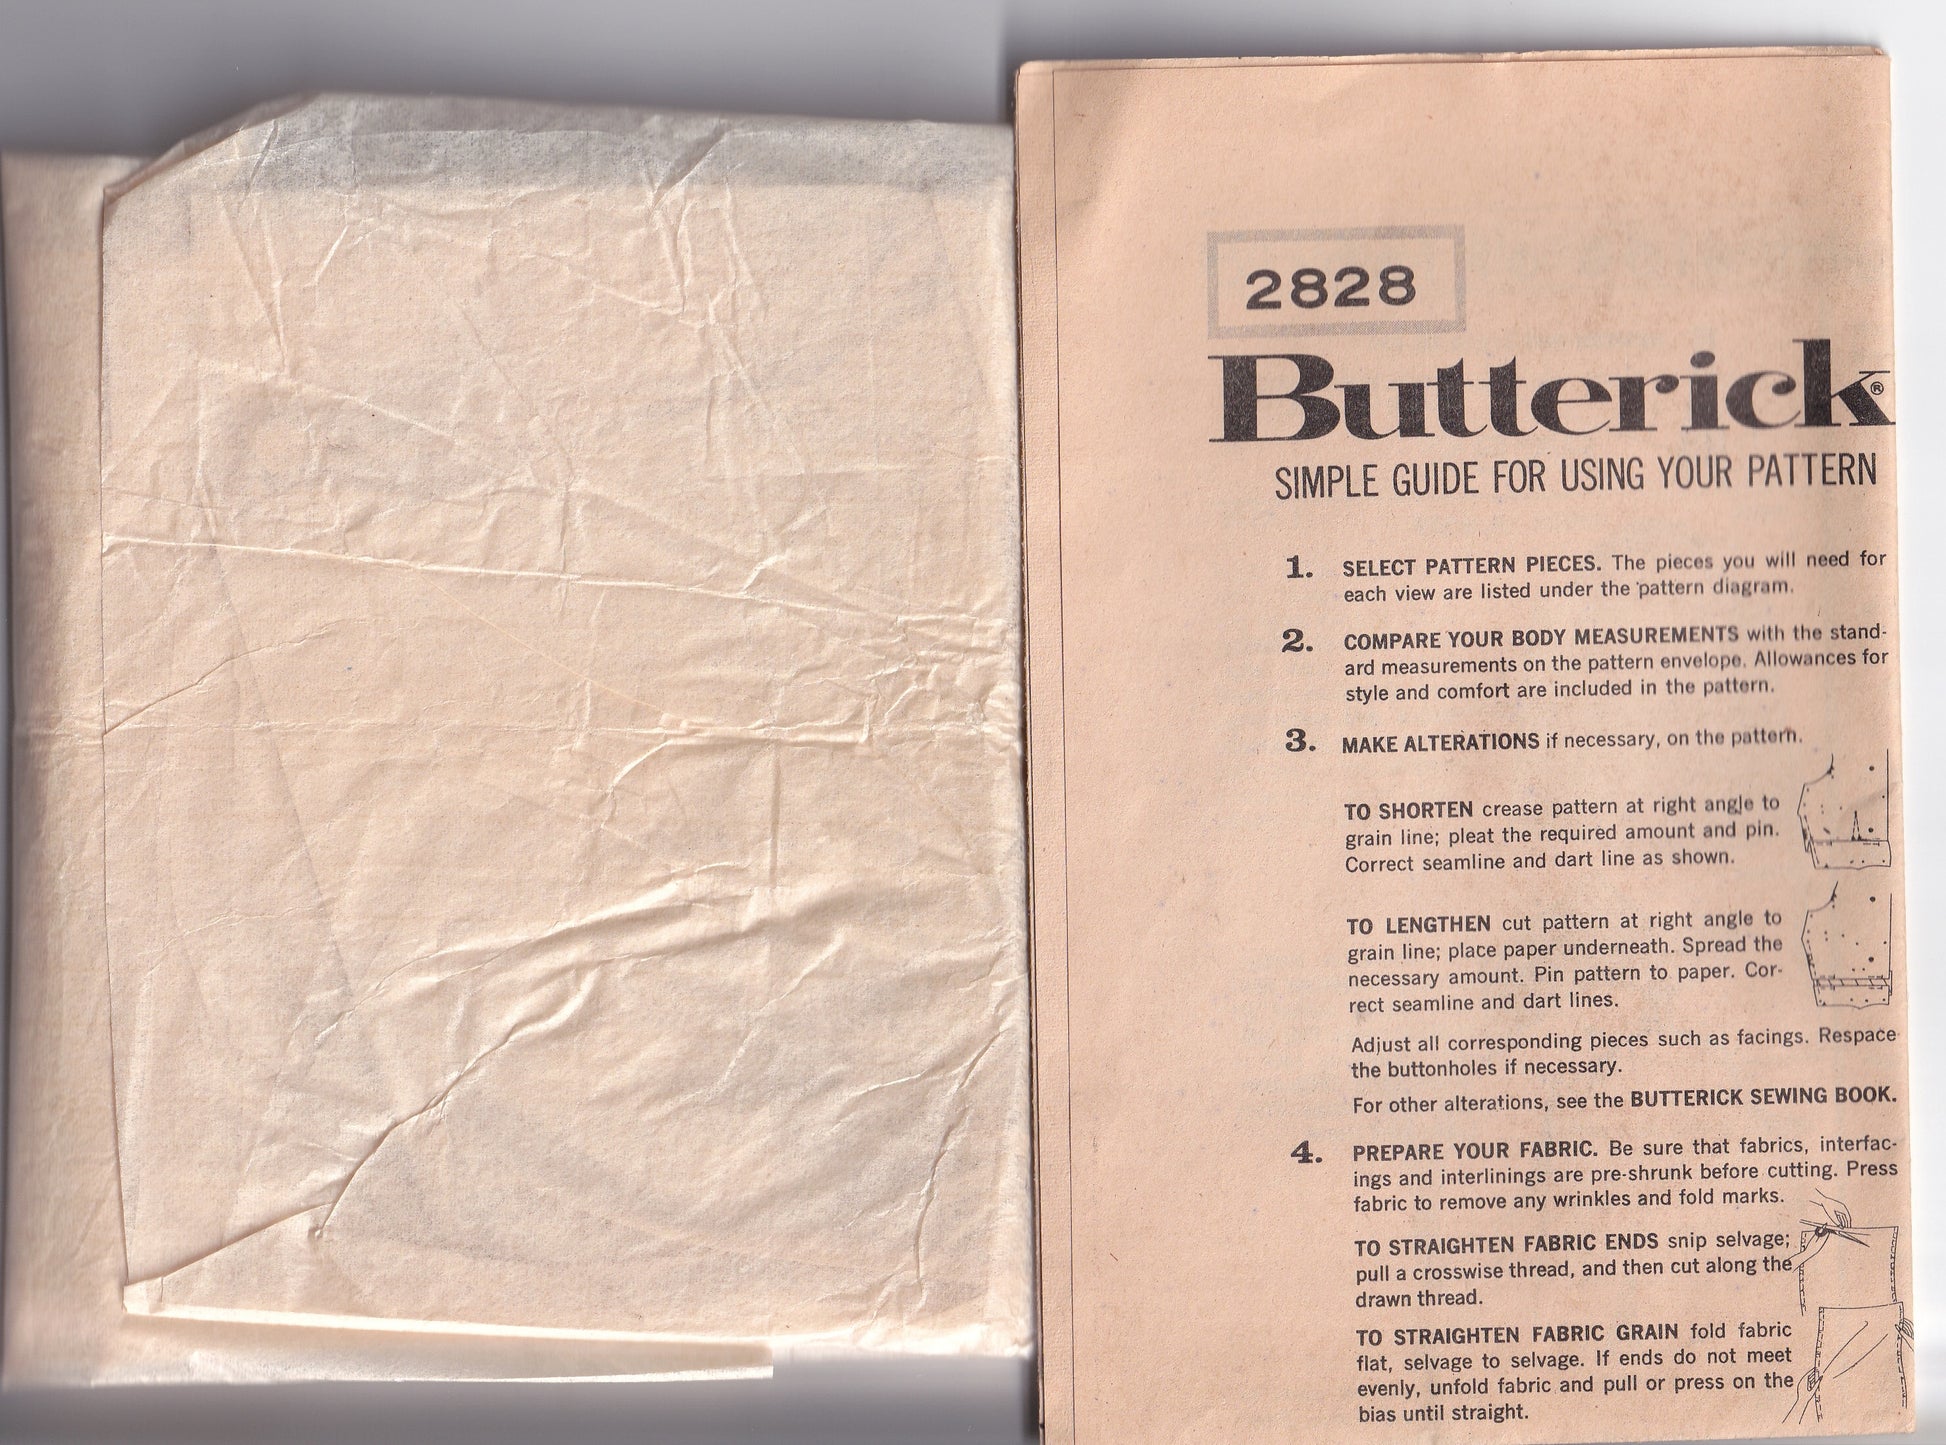 2828
Butterick®
SIMPLE GUIDE FOR USING YOUR PATTERN
1. SELECT PATTERN PIECES. The pieces you will need for
each view are listed under the pattern diagram.
2. COMPARE YOUR BODY MEASUREMENTS with the stand-
ard measurements on the pattern envelope. Allowances for
style and comfort are included in the pattern.
3. MAKE ALTERATIONS if necessary, on the pattern.
TO SHORTEN crease pattern at right angle to
grain line; pleat the required amount and pin.
Correct seamline and dart line as shown.
TO LENGTHEN cut pattern at right angle to
grain line; place paper underneath. Spread the
necessary amount. Pin pattern to paper. Cor-
rect seamline and dart lines.
Adjust all corresponding pieces such as facings. Respace
the buttonholes if necessary.
For other alterations, see the BUTTERICK SEWING BOOK.
4. PREPARE YOUR FABRIC. Be sure that fabrics, interfac-
ings and interlinings are pre-shrunk before cutting. Press
fabric to remove any wrinkles and fold marks.
TO STRAIGHTEN FABRIC ENDS snip selvage;
pull a crosswise thread, and then cut along the
drawn thread.
TO STRAIGHTEN FABRIC GRAIN fold fabric
flat, selvage to selvage. If ends do not meet
evenly, unfold fabric and pull or press on the
bias until straight.